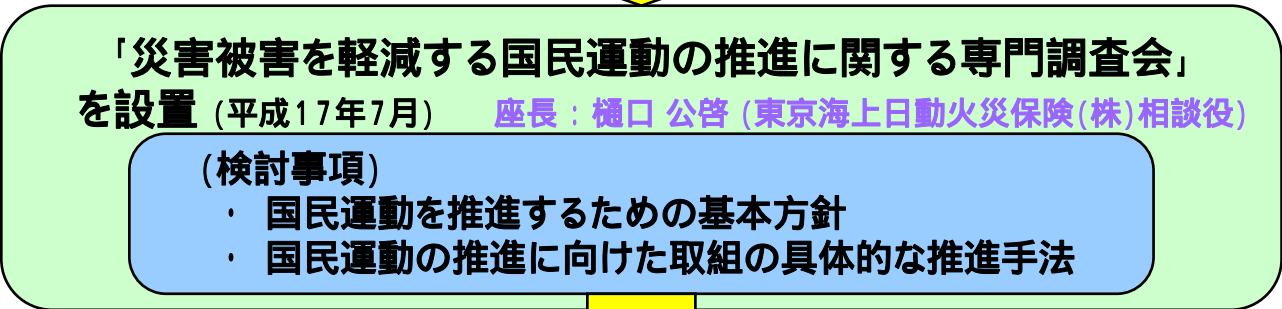 「災害被害を軽減する国民運動の推進に関する専門調査会」
を設置 (平成17年7月) 座長:樋口 公啓 (東京海上日動火災保険(株)相談役)
(検討事項)
・ 国民運動を推進するための基本方針
・ 国民運動の推進に向けた取組の具体的な推進手法